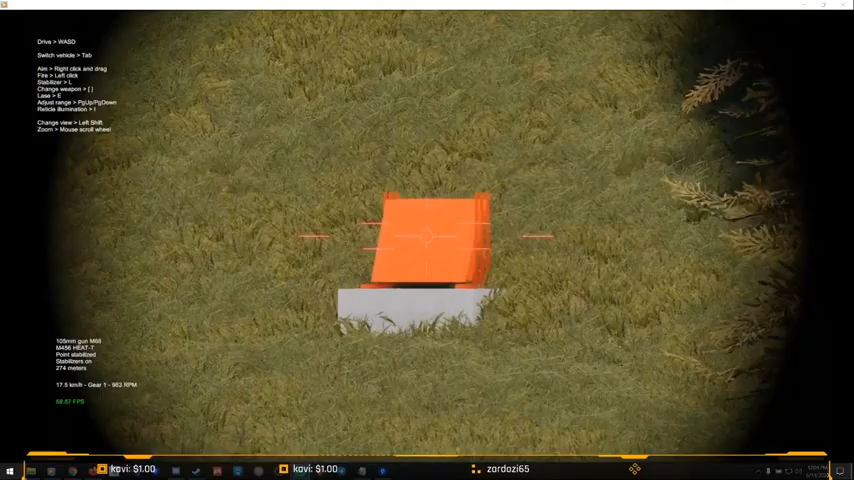 Drive > WASD
Switch vehicle > Tab
Aim > Right click and drag
Fire > Left click
Stabilizer > L
Change weapon > [ ]
Lase > E
Adjust range > PgUp/PgDown
Reticle illumination > I
Change view > Left Shift
Zoom > Mouse scroll wheel
105mm gun M68
M456 HEAT-T
Point stabilized
Stabilizers on
274 meters
17.5 km/h - Gear 1 - 963 RPM
59.57 FPS
kavi: $1.00
kavi: $1.00
zardozi65